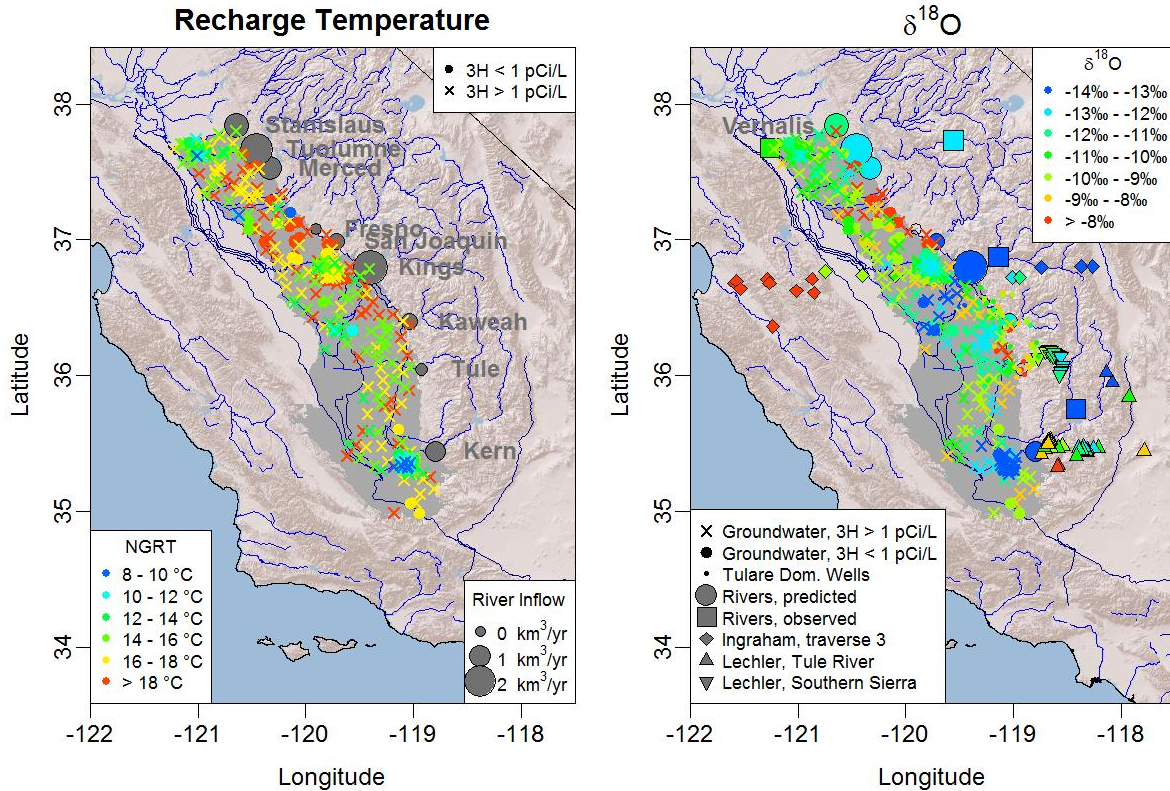 Recharge Temperature
3H < 1 pCi/L
3H > 1 pCi/L
Stanislaus
Tuolumne
Merced
Fresno
San Joaquin
Kings
Kaweah
Tule
Kern
NGRT
8 - 10 °C
10 - 12 °C
12 - 14 °C
14 - 16 °C
16 - 18 °C
> 18 °C
River Inflow
0 km³/yr
1 km³/yr
2 km³/yr
38
37
36
35
34
Latitude
-122
-121
-120
-119
-118
Longitude
δ¹⁸O
δ¹⁸O
-14‰ - -13‰
-13‰ - -12‰
-12‰ - -11‰
-11‰ - -10‰
-10‰ - -9‰
-9‰ - -8‰
> -8‰
Vernalis
Groundwater, 3H > 1 pCi/L
Groundwater, 3H < 1 pCi/L
Tulare Dom. Wells
Rivers, predicted
Rivers, observed
Ingraham, traverse 3
Lechler, Tule River
Lechler, Southern Sierra
38
37
36
35
34
Latitude
-122
-121
-120
-119
-118
Longitude